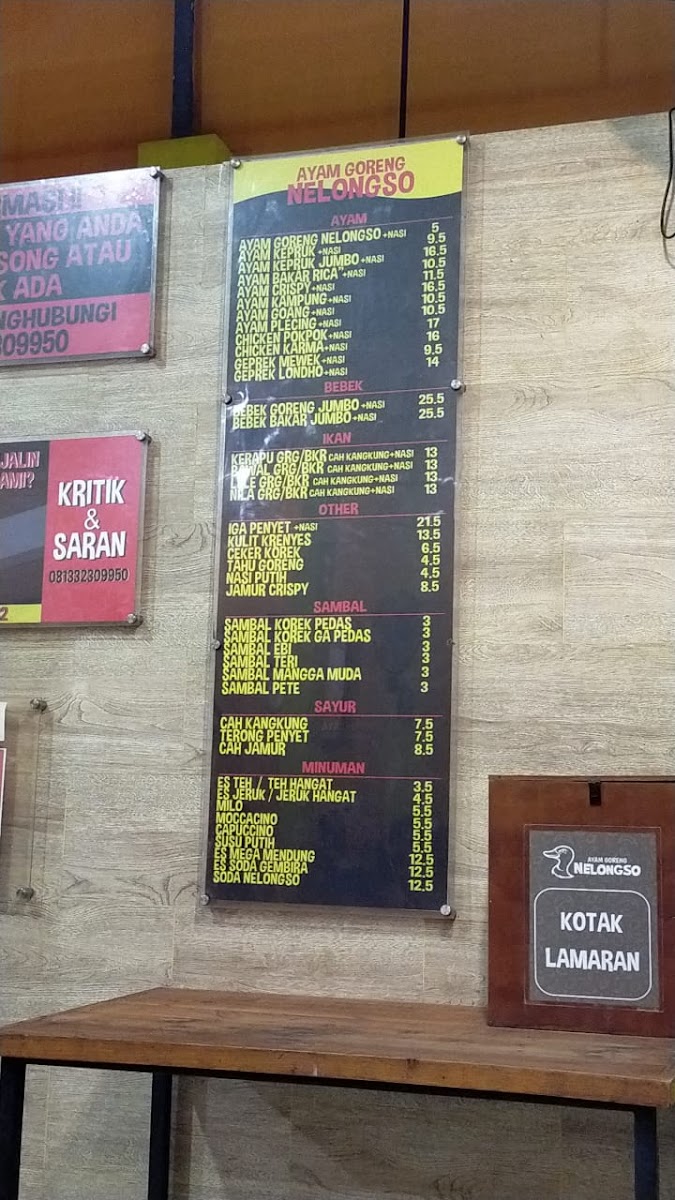 MASI !
YANG ANDA
SONG ATAU
K ADA
NGHUBUNGI
309950
JALIN
AMI?
KRITIK
&
SARAN
081332309950
2
AYAM GORENG
NELONGSO
AYAM
AYAM GORENG NELONGSO +NASI 5
AYAM KEPRUK +NASI 9.5
AYAM KEPRUK JUMBO +NASI 16.5
AYAM BAKAR RICA +NASI 10.5
AYAM CRISPY +NASI 11.5
AYAM KAMPUNG +NASI 16.5
AYAM GOANG +NASI 10.5
AYAM PLECING +NASI 10.5
CHICKEN POKPOK +NASI 17
CHICKEN KARMA +NASI 16
GEPREK MEWEK +NASI 9.5
GEPREK LONDHO +NASI 14
BEBEK
BEBEK GORENG JUMBO +NASI 25.5
BEBEK BAKAR JUMBO +NASI 25.5
IKAN
KERAPU GRG/BKR CAH KANGKUNG+NASI 13
BAWAL GRG/BKR CAH KANGKUNG+NASI 13
LELE GRG/BKR CAH KANGKUNG+NASI 13
NILA GRG/BKR CAH KANGKUNG+NASI 13
OTHER
IGA PENYET +NASI 21.5
KULIT KRENYES 13.5
CEKER KOREK 6.5
TAHU GORENG 4.5
NASI PUTIH 4.5
JAMUR CRISPY 8.5
SAMBAL
SAMBAL KOREK PEDAS 3
SAMBAL KOREK GA PEDAS 3
SAMBAL EBI 3
SAMBAL TERI 3
SAMBAL MANGGA MUDA 3
SAMBAL PETE 3
SAYUR
CAH KANGKUNG 7.5
TERONG PENYET 7.5
CAH JAMUR 8.5
MINUMAN
ES TEH / TEH HANGAT 3.5
ES JERUK / JERUK HANGAT 4.5
MILO 5.5
MOCCACINO 5.5
CAPUCCINO 5.5
SUSU PUTIH 5.5
ES MEGA MENDUNG 12.5
ES SODA GEMBIRA 12.5
SODA NELONGSO 12.5
AYAM GORENG
NELONGSO
KOTAK
LAMARAN